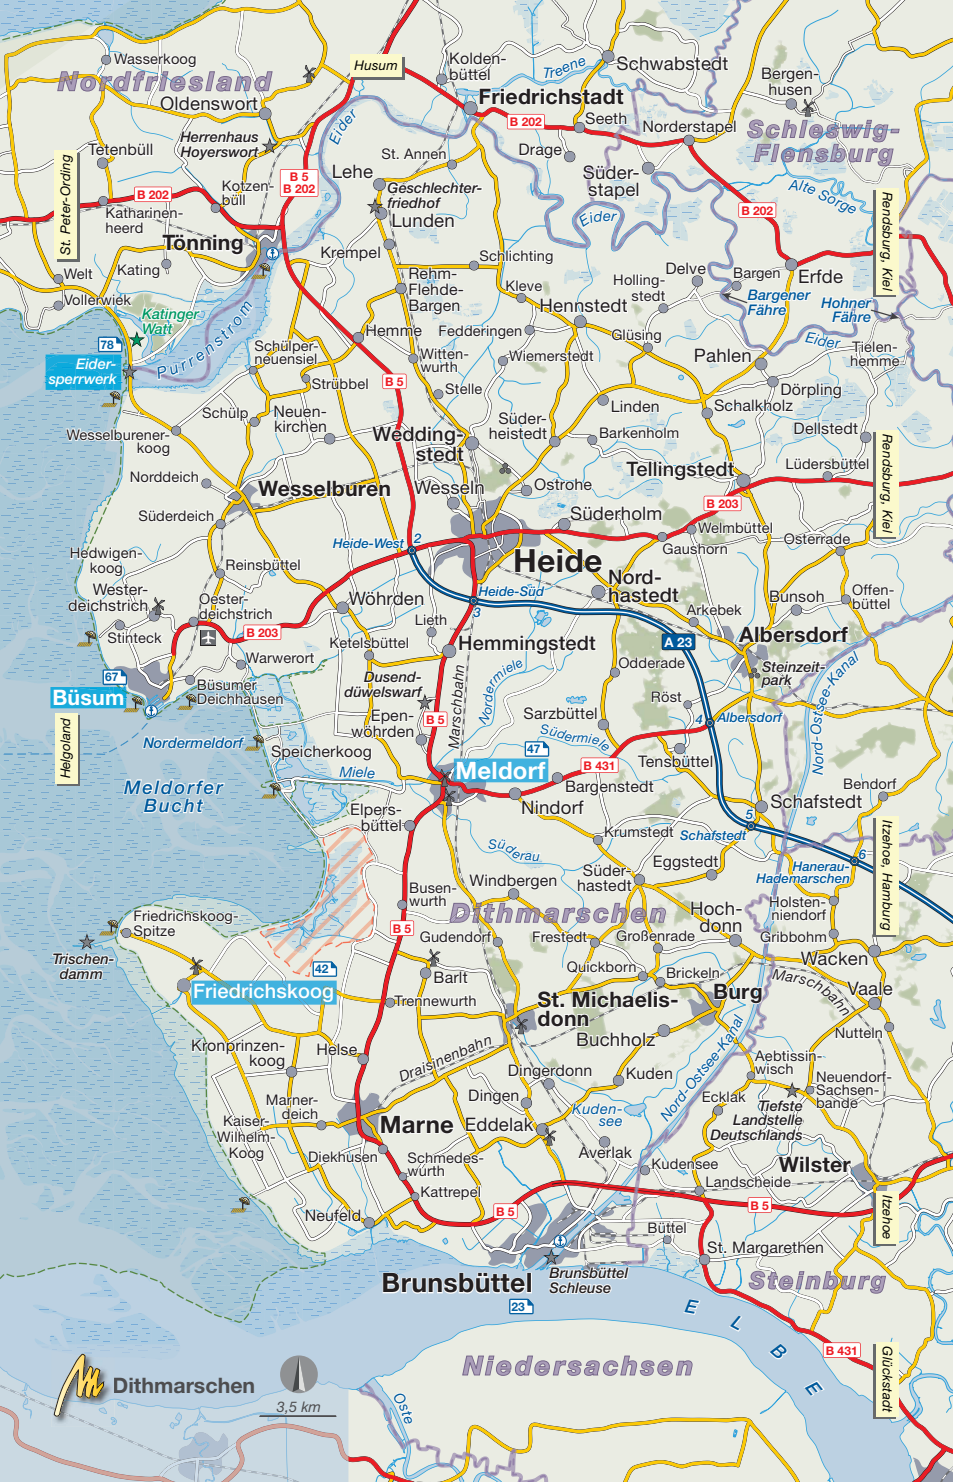 Wasserkoog
Nordfriesland
Oldenswort
Husum
Kolden-
büttel
Treene
Schwabstedt
Bergen-
husen
Friedrichstadt
B 202
Seeth
Norderstapel
Schleswig-
Flensburg
Herrenhaus
Hoyerswort
Eider
St. Annen
Drage
Süder-
stapel
Tetenbüll
St. Peter-Ording
B 202
B 5
B 202
Lehe
Geschlechter-
friedhof
Lunden
Kotzen-
büll
Katharinen-
heerd
Alte Sorge
Rendsburg, Kiel
B 202
Eider
Tönning
Krempel
Schlichting
Kating
Welt
Vollerwiek
Rehm-
Flehde-
Bargen
Kleve
Holling-
stedt
Delve
Bargen
Erfde
Bargener
Fähre
Hohner
Fähre
Katinger
Watt
Purrenstrom
Hennstedt
Hemme
Fedderingen
Glüsing
Eider
Tielen-
hemme
78
Eider-
sperrwerk
Schülper-
neuensiel
Witten-
wurth
Wiemerstedt
Pahlen
Strübbel
B 5
Stelle
Dörpling
Linden
Schalkholz
Schülp
Neuen-
kirchen
Süder-
heistedt
Barkenholm
Dellstedt
Wesselburener-
koog
Wedding-
stedt
Rendsburg, Kiel
Norddeich
Wesselburen
Wesseln
Ostrohe
Tellingstedt
Lüdersbüttel
B 203
Süderdeich
Süderholm
Welmbüttel
Heide-West
2
Gaushorn
Osterrade
Hedwigen-
koog
Reinsbüttel
Heide
Wester-
deichstrich
Oester-
deichstrich
Wöhrden
Heide-Süd
3
Nord-
hastedt
Arkebek
Bunsoh
Offen-
büttel
Stinteck
B 203
Lieth
Ketelsbüttel
Hemmingstedt
A 23
Albersdorf
Warwerort
67
Büsum
Büsumer
Deichhausen
Dusend-
düwelswarf
Marschbahn
Nordermiele
Odderade
Steinzeit-
park
Nord-Ostsee-Kanal
Röst
Helgoland
Nordermeldorf
Epen-
wöhrden
B 5
Sarzbüttel
4
Albersdorf
Südermiele
Speicherkoog
47
Tensbüttel
Miele
Meldorf
B 431
Bargenstedt
Bendorf
Meldorfer
Bucht
Nindorf
Schafstedt
Elpers-
büttel
5
Schafstedt
Krumstedt
Itzehoe, Hamburg
Süderau
Eggstedt
6
Hanerau-
Hademarschen
Süder-
hastedt
Windbergen
Busen-
wurth
Holsten-
niendorf
Dithmarschen
Hoch-
donn
Friedrichskoog-
Spitze
B 5
Gudendorf
Frestedt
Großenrade
Gribbohm
Trischen-
damm
Wacken
42
Friedrichskoog
Barlt
Quickborn
Brickeln
Marschbahn
Vaale
Trennewurth
St. Michaelis-
donn
Burg
Nutteln
Buchholz
Kronprinzen-
koog
Helse
Draisinenbahn
Dingerdonn
Kuden
Nord-Ostsee-Kanal
Aebtissin-
wisch
Neuendorf-
Sachsen-
bande
Marner-
deich
Dingen
Kuden-
see
Ecklak
Tiefste
Landstelle
Deutschlands
Kaiser-
Wilhelm-
Koog
Marne
Eddelak
Diekhusen
Schmedes-
wurth
Averlak
Kudensee
Wilster
Kattrepel
Landscheide
Neufeld
B 5
B 5
Itzehoe
Büttel
St. Margarethen
Brunsbüttel
Brunsbüttel
Schleuse
23
Steinburg
ELBE
B 431
Glückstadt
Niedersachsen
Oste
Dithmarschen
3,5 km